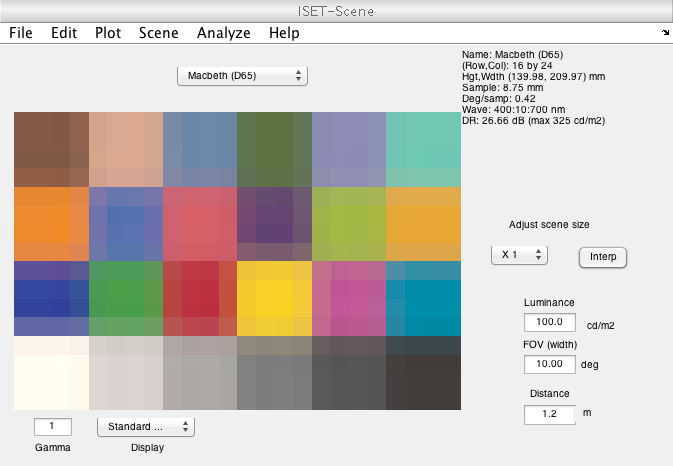 ISET-Scene
File Edit Plot Scene Analyze Help
Macbeth (D65)
Name: Macbeth (D65)
(Row,Col): 16 by 24
Hgt,Wdth (139.98, 209.97) mm
Sample: 8.75 mm
Deg/samp: 0.42
Wave: 400:10:700 nm
DR: 26.66 dB (max 325 cd/m2)
Adjust scene size
X 1 Interp
Luminance
100.0 cd/m2
FOV (width)
10.00 deg
Distance
1.2 m
1 Standard ...
Gamma Display